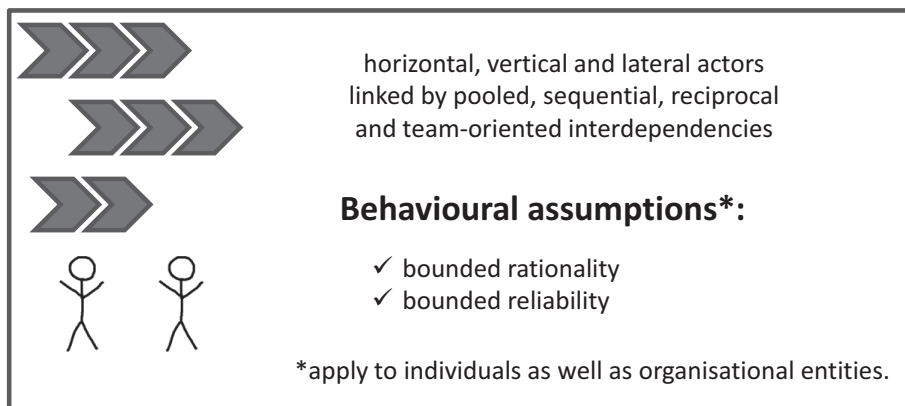 horizontal, vertical and lateral actors
linked by pooled, sequential, reciprocal
and team-oriented interdependencies
Behavioural assumptions*:
✓ bounded rationality
✓ bounded reliability
*apply to individuals as well as organisational entities.